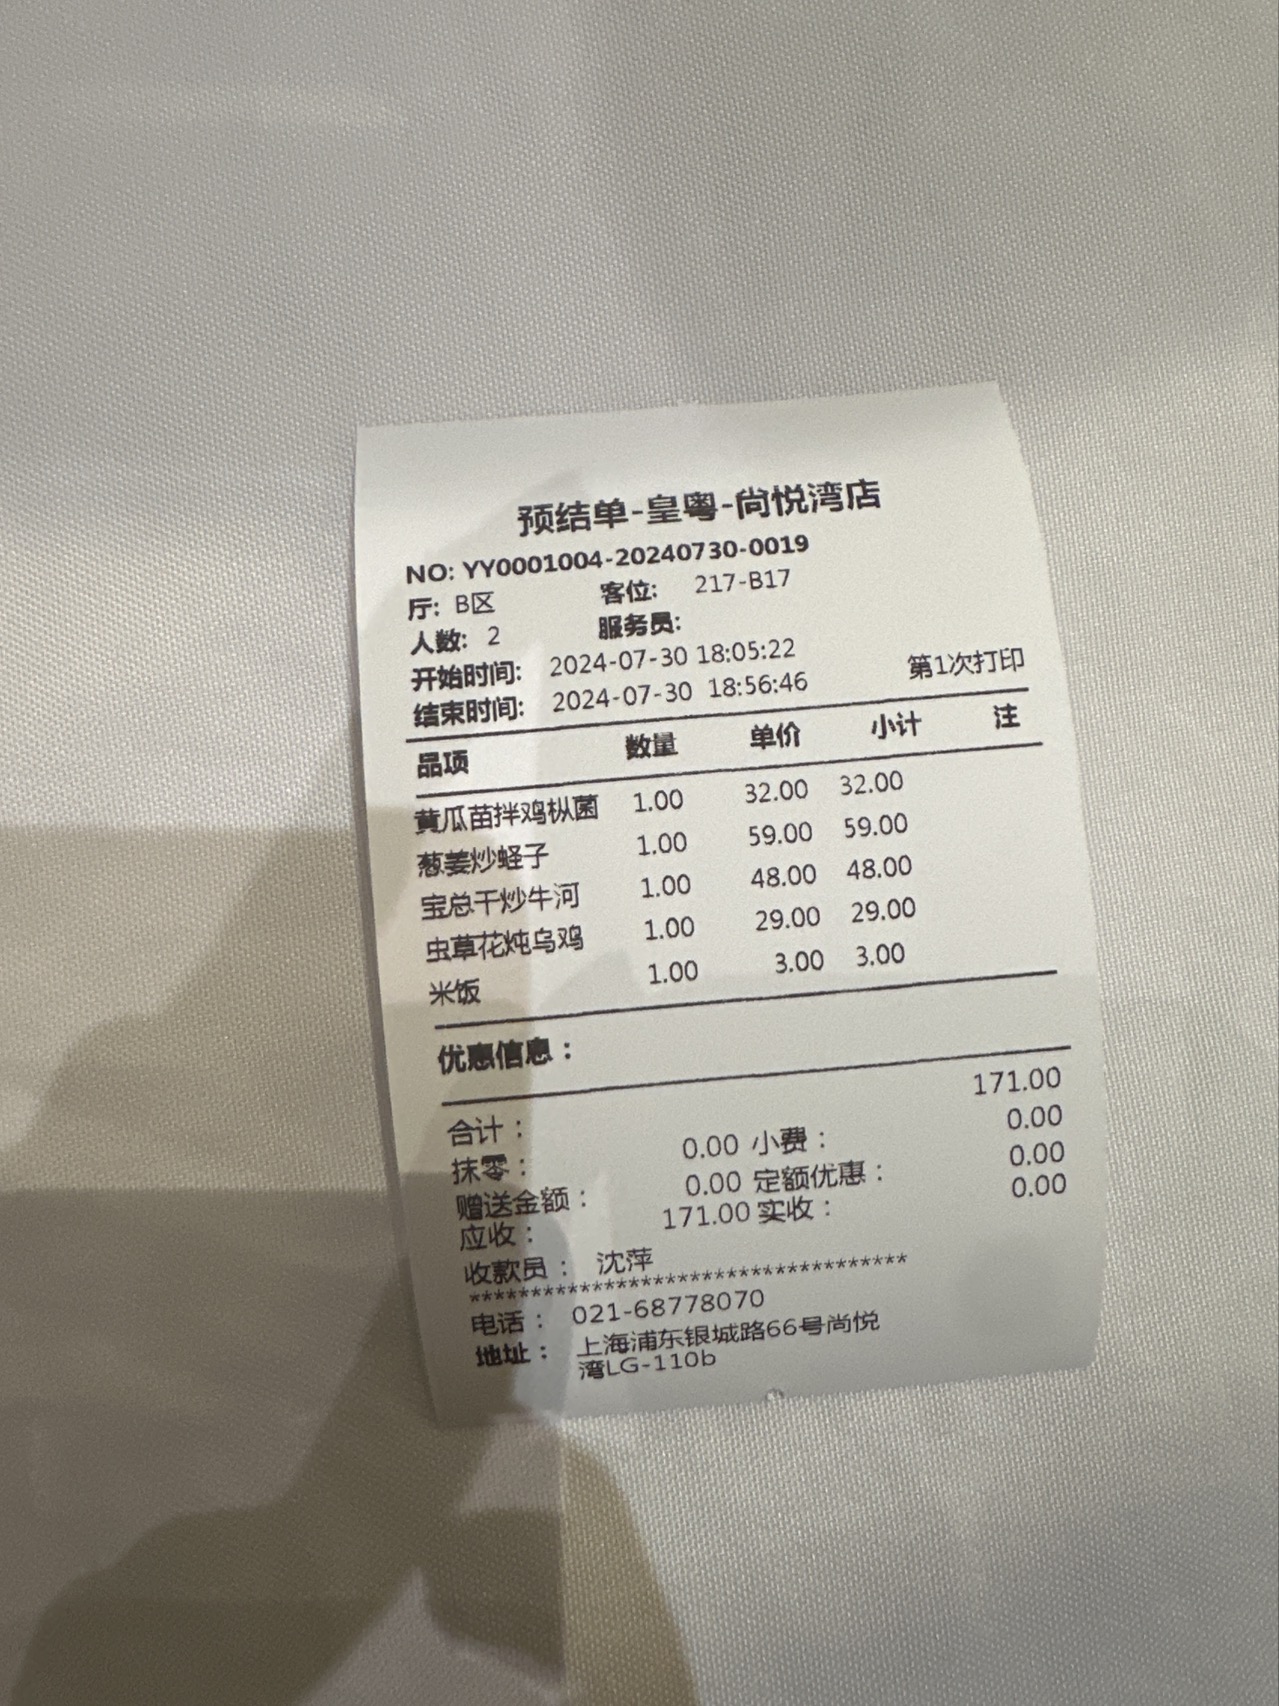 预结单-皇粤-尚悦湾店
NO: YY0001004-20240730-0019
厅: B区 客位: 217-B17
人数: 2 服务员:
开始时间: 2024-07-30 18:05:22
结束时间: 2024-07-30 18:56:46 第1次打印
品项 数量 单价 小计 注
黄瓜苗拌鸡枞菌 1.00 32.00 32.00
葱姜炒蛏子 1.00 59.00 59.00
宝总干炒牛河 1.00 48.00 48.00
虫草花炖乌鸡 1.00 29.00 29.00
米饭 1.00 3.00 3.00
优惠信息：
合计： 171.00
抹零： 0.00 小费： 0.00
赠送金额： 0.00 定额优惠： 0.00
应收： 171.00 实收： 0.00
收款员： 沈萍
************************************
电话： 021-68778070
地址： 上海浦东银城路66号尚悦
湾LG-110b